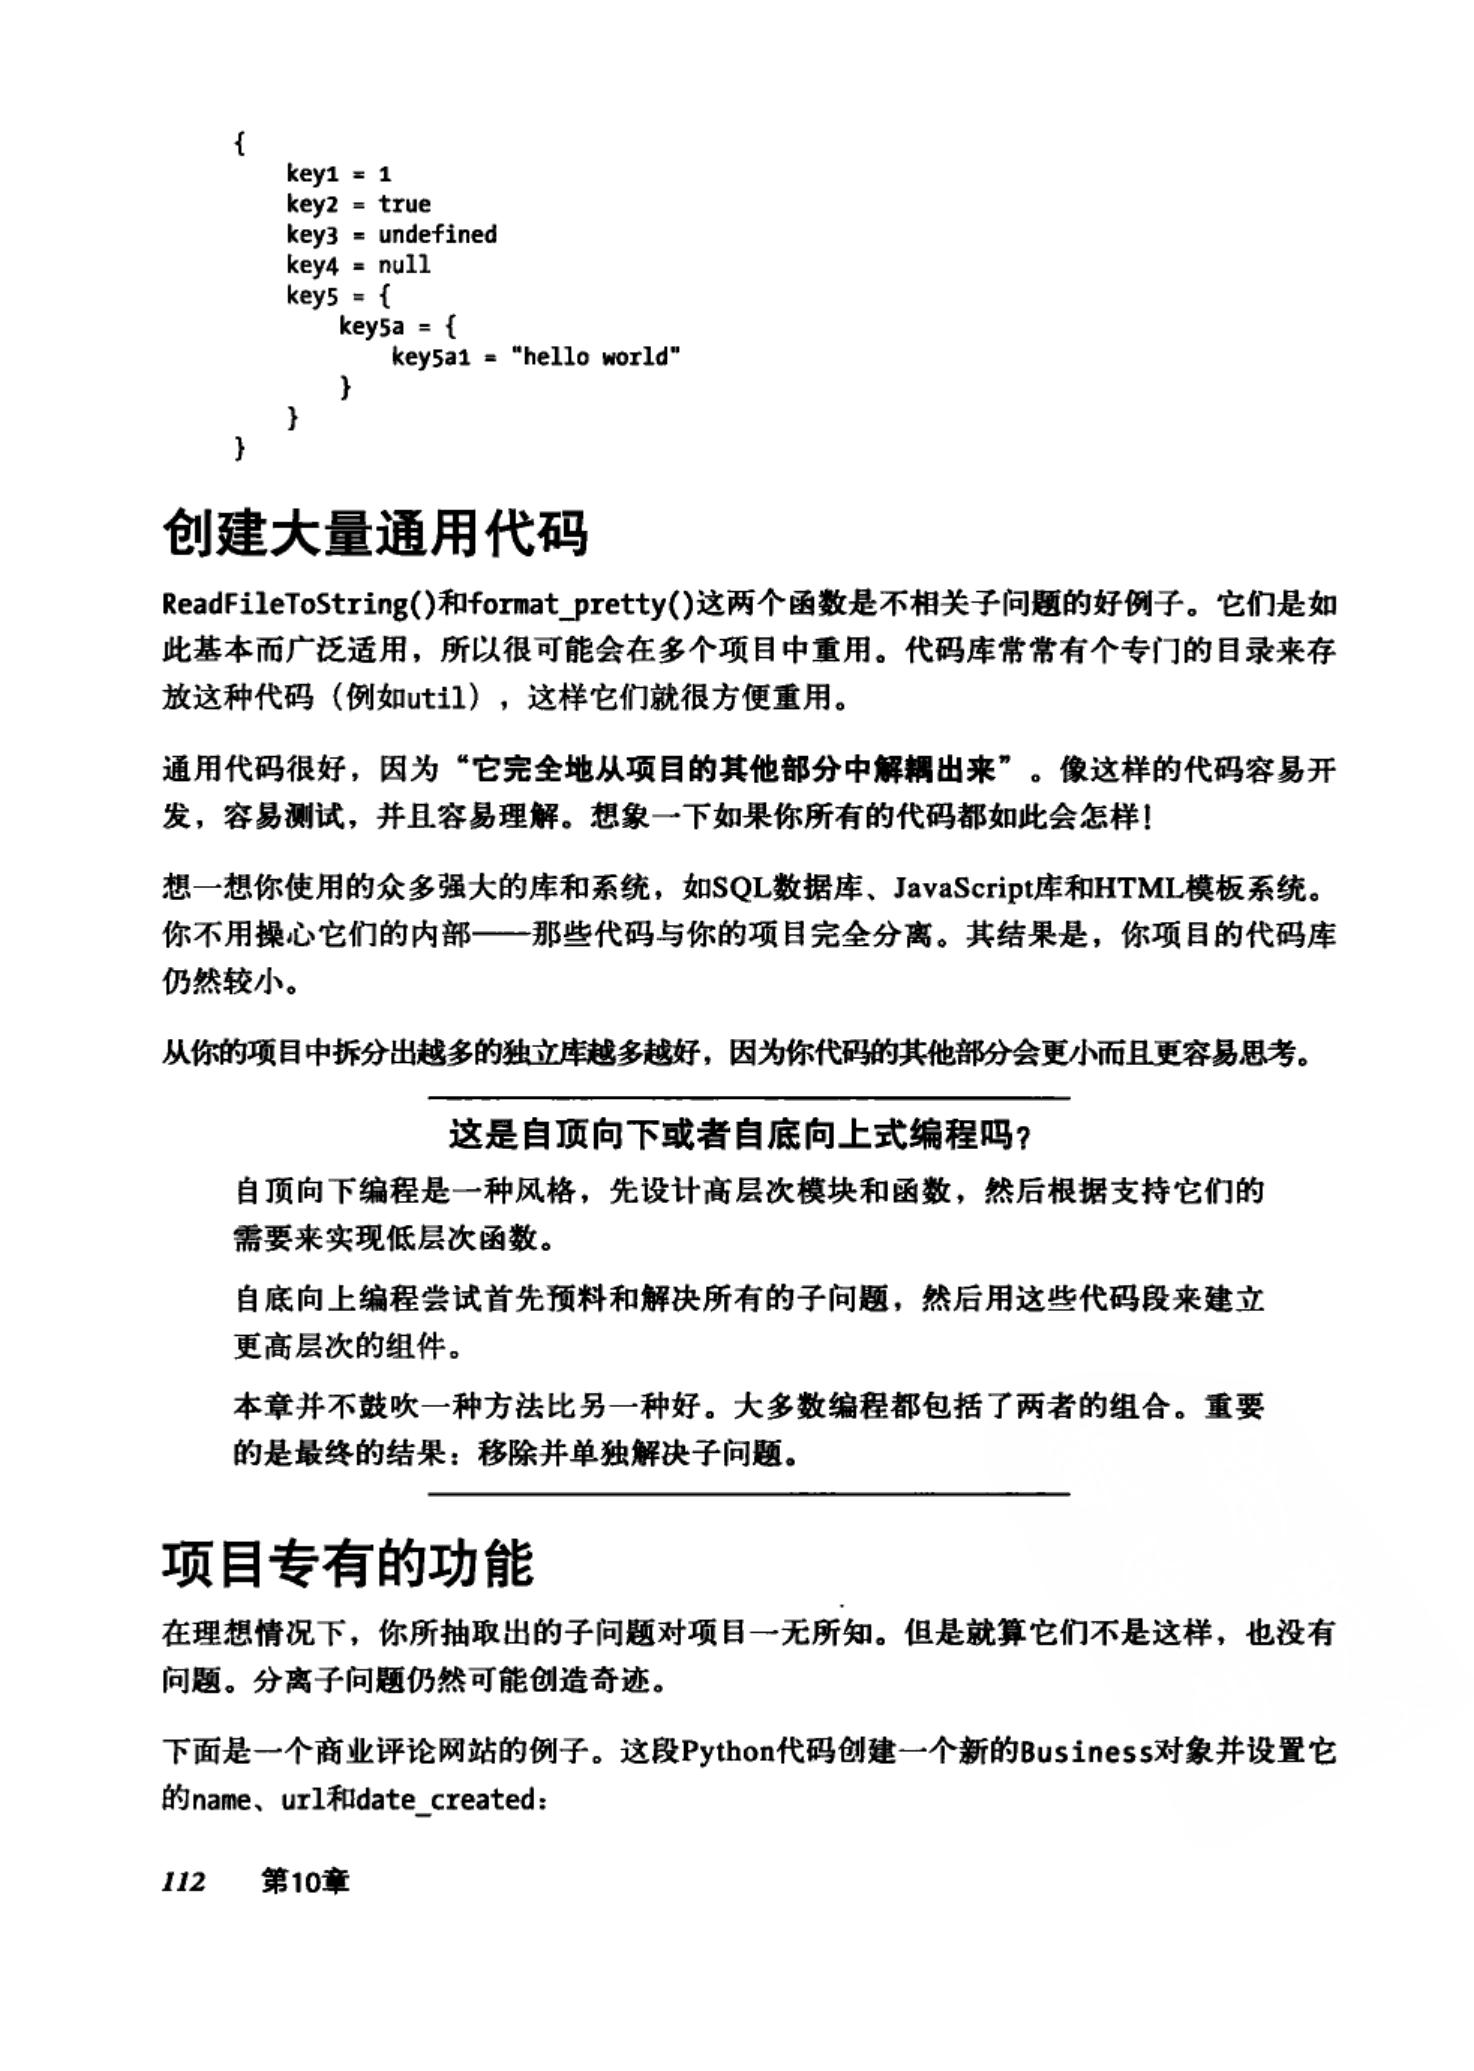 {
    key1 = 1
    key2 = true
    key3 = undefined
    key4 = null
    key5 = {
        key5a = {
            key5a1 = "hello world"
        }
    }
}
创建大量通用代码
ReadFileToString()和format_pretty()这两个函数是不相关子问题的好例子。它们是如
此基本而广泛适用，所以很可能会在多个项目中重用。代码库常常有个专门的目录来存
放这种代码（例如util），这样它们就很方便重用。
通用代码很好，因为“它完全地从项目的其他部分中解耦出来”。像这样的代码容易开
发，容易测试，并且容易理解。想象一下如果你所有的代码都如此会怎样！
想一想你使用的众多强大的库和系统，如SQL数据库、JavaScript库和HTML模板系统。
你不用操心它们的内部——那些代码与你的项目完全分离。其结果是，你项目的代码库
仍然较小。
从你的项目中拆分出越多的独立库越多越好，因为你代码的其他部分会更小而且更容易思考。
这是自顶向下或者自底向上式编程吗？
自顶向下编程是一种风格，先设计高层次模块和函数，然后根据支持它们的
需要来实现低层次函数。
自底向上编程尝试首先预料和解决所有的子问题，然后用这些代码段来建立
更高层次的组件。
本章并不鼓吹一种方法比另一种好。大多数编程都包括了两者的组合。重要
的是最终的结果：移除并单独解决子问题。
项目专有的功能
在理想情况下，你所抽取出的子问题对项目一无所知。但是就算它们不是这样，也没有
问题。分离子问题仍然可能创造奇迹。
下面是一个商业评论网站的例子。这段Python代码创建一个新的Business对象并设置它
的name、url和date_created：
112 第10章